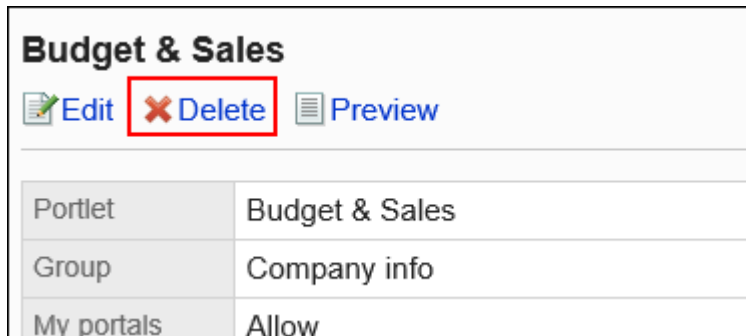 Budget & Sales
Edit Delete Preview
Portlet Budget & Sales
Group Company info
My portals Allow